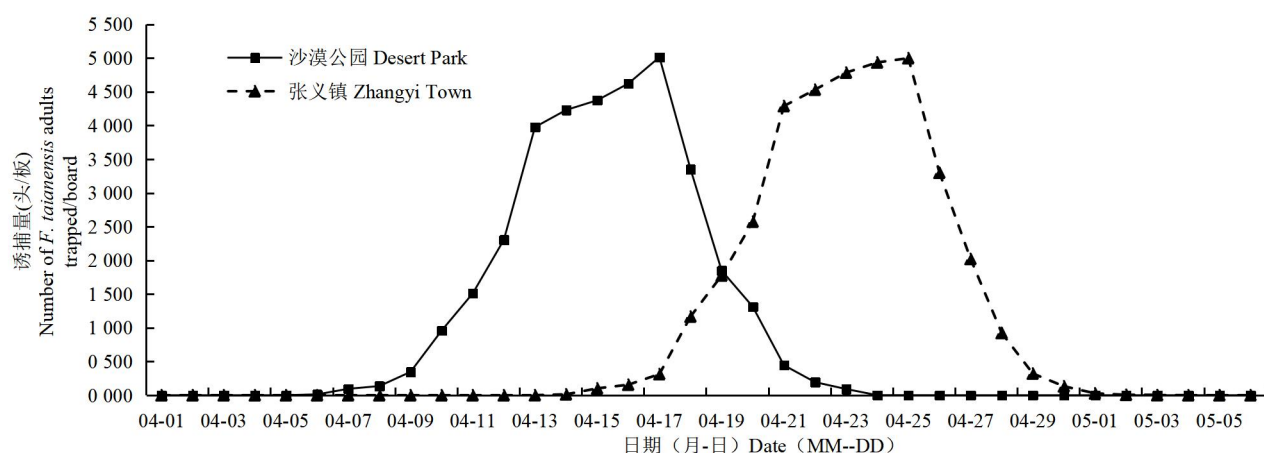 5 500
5 000
4 500
4 000
3 500
3 000
2 500
2 000
1 500
1 000
0 500
0 000
诱捕量(头/板)
Number of F. taianensis adults
trapped/board
沙漠公园 Desert Park
张义镇 Zhangyi Town
04-01 04-03 04-05 04-07 04-09 04-11 04-13 04-15 04-17 04-19 04-21 04-23 04-25 04-27 04-29 05-01 05-03 05-05
日期（月-日）Date（MM--DD）